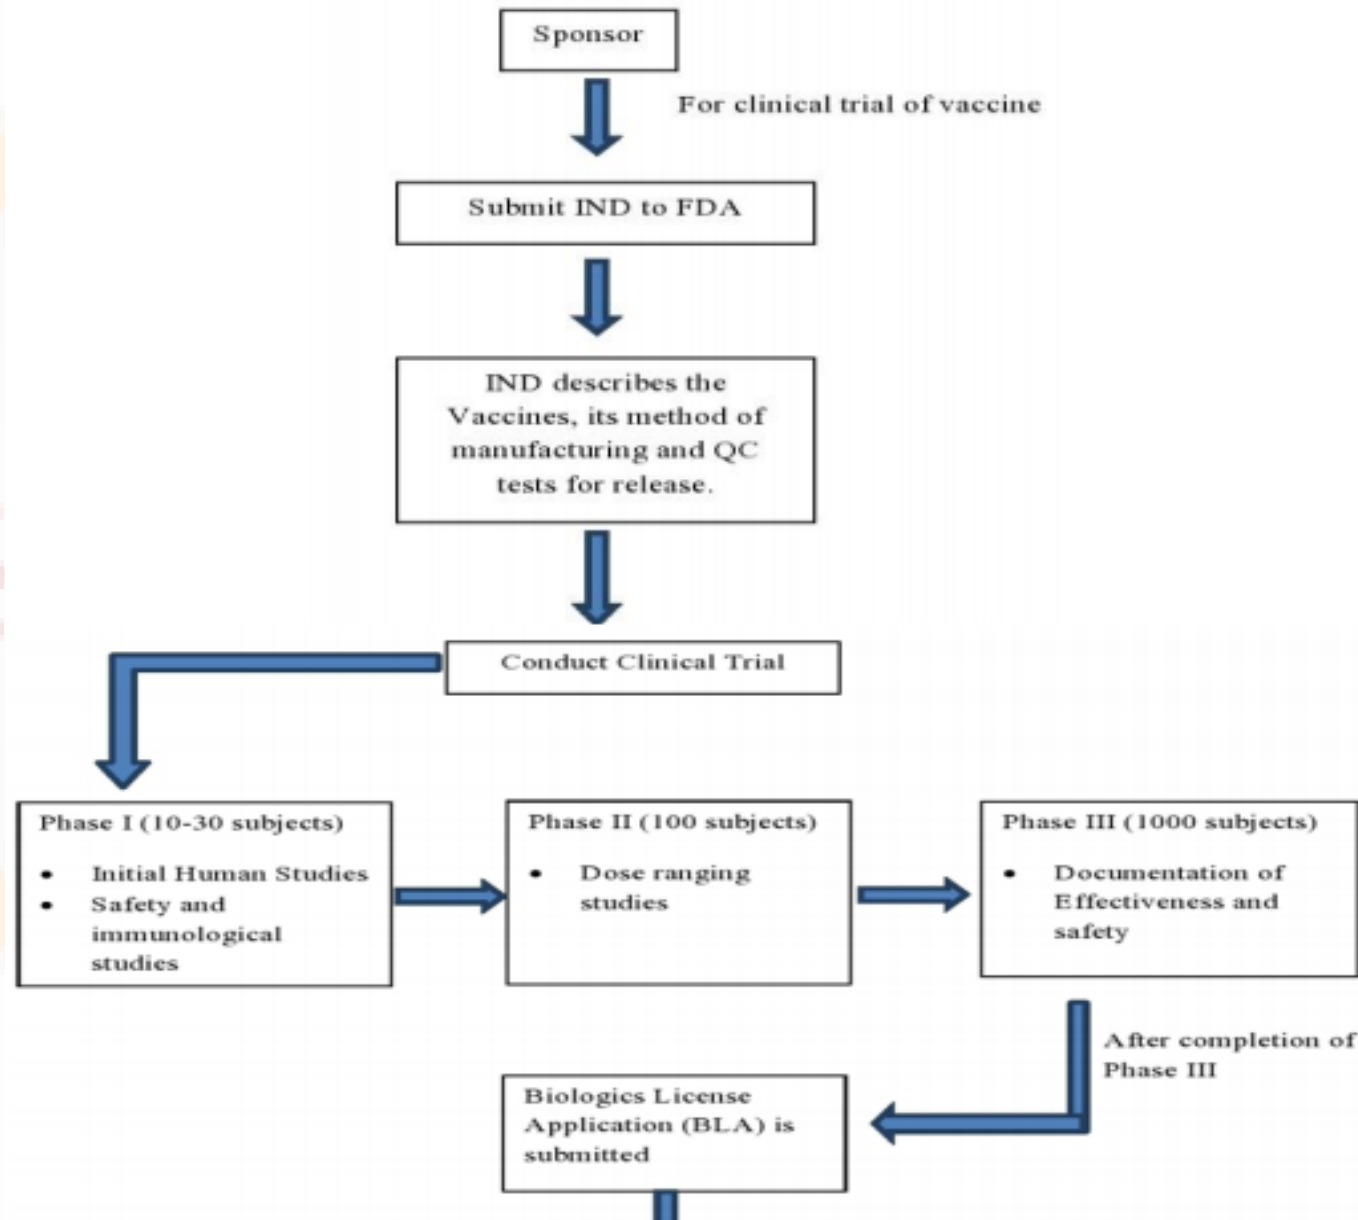 Sponsor
For clinical trial of vaccine
Submit IND to FDA
IND describes the
Vaccines, its method of
manufacturing and QC
tests for release.
Conduct Clinical Trial
Phase I (10-30 subjects)
• Initial Human Studies
• Safety and
immunological
studies
Phase II (100 subjects)
• Dose ranging
studies
Phase III (1000 subjects)
• Documentation of
Effectiveness and
safety
After completion of
Phase III
Biologics License
Application (BLA) is
submitted